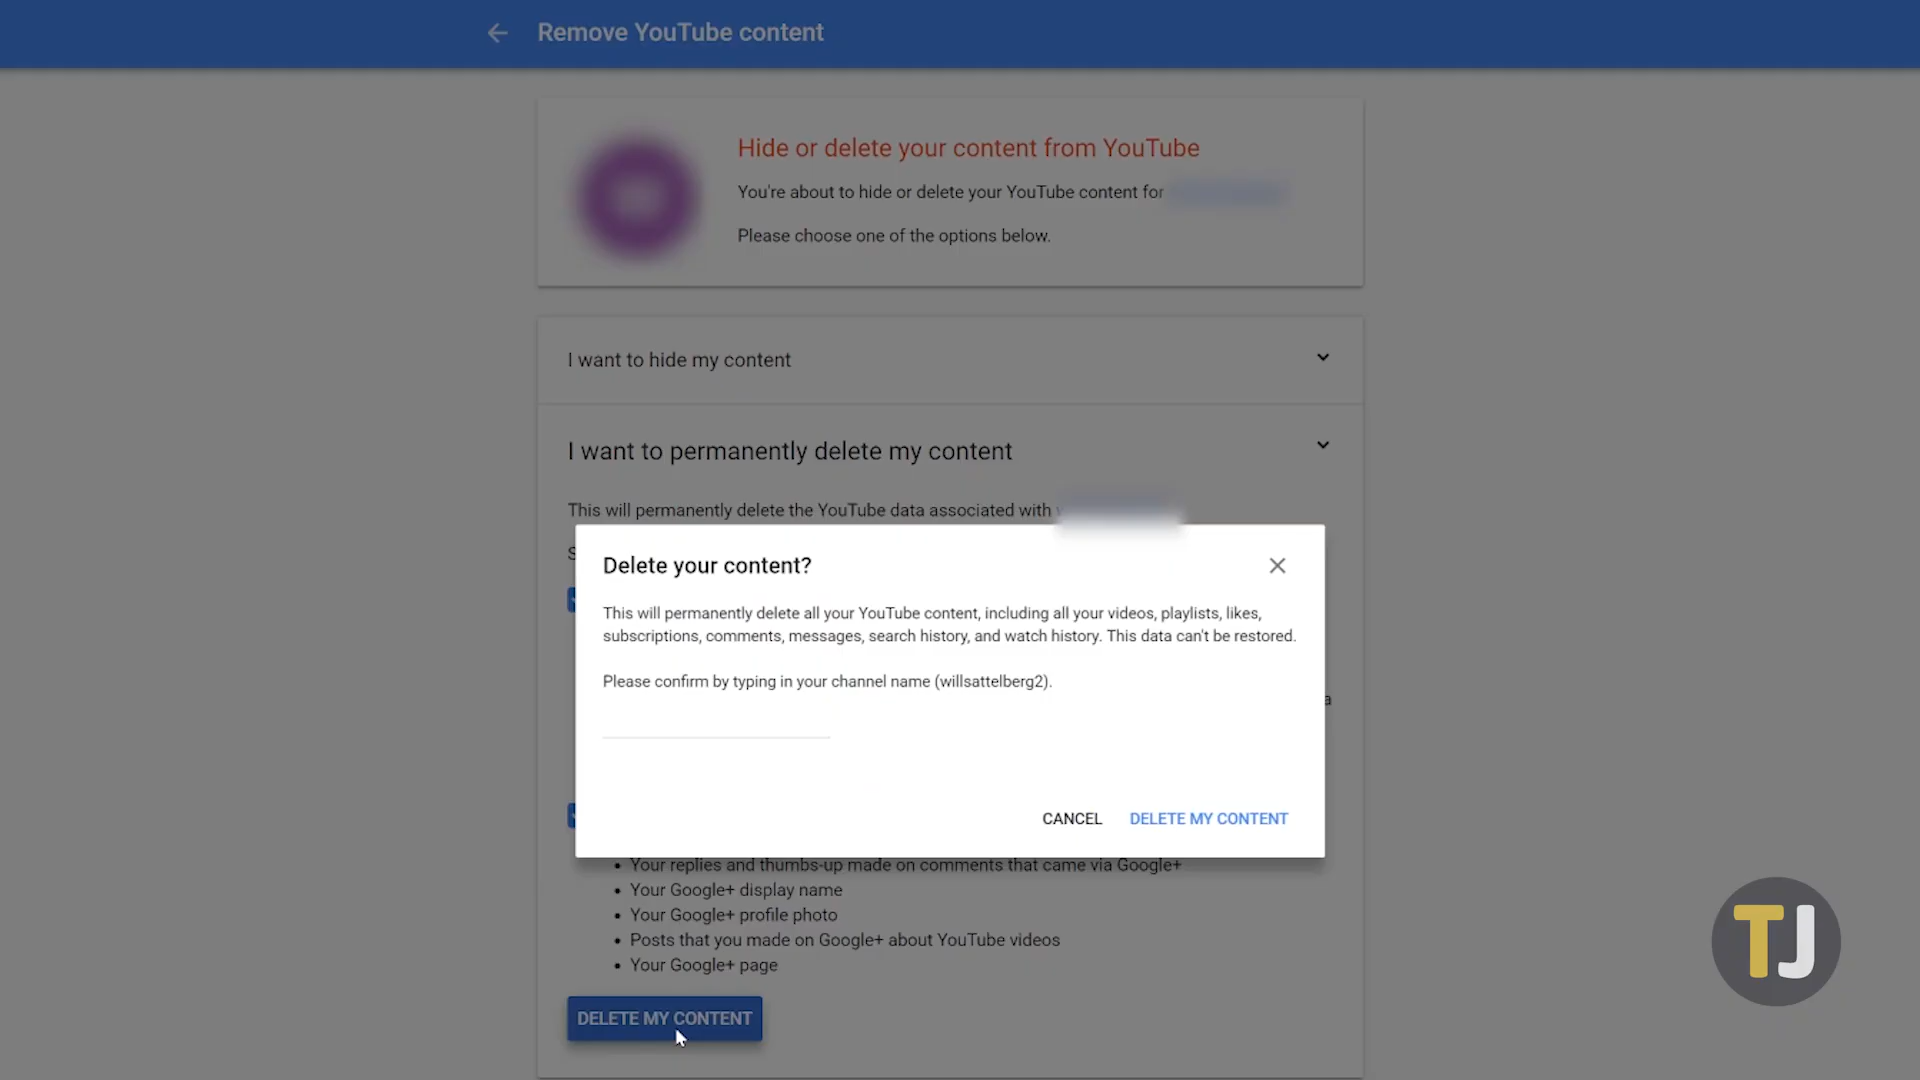 Remove YouTube content
Hide or delete your content from YouTube
You're about to hide or delete your YouTube content for
Please choose one of the options below.
I want to hide my content
I want to permanently delete my content
This will permanently delete the YouTube data associated with
Delete your content?
This will permanently delete all your YouTube content, including all your videos, playlists, likes,
subscriptions, comments, messages, search history, and watch history. This data can't be restored.
Please confirm by typing in your channel name (willsattelberg2).
CANCEL DELETE MY CONTENT
• Your replies and thumbs-up made on comments that came via Google+
• Your Google+ display name
• Your Google+ profile photo
• Posts that you made on Google+ about YouTube videos
• Your Google+ page
DELETE MY CONTENT
TJ